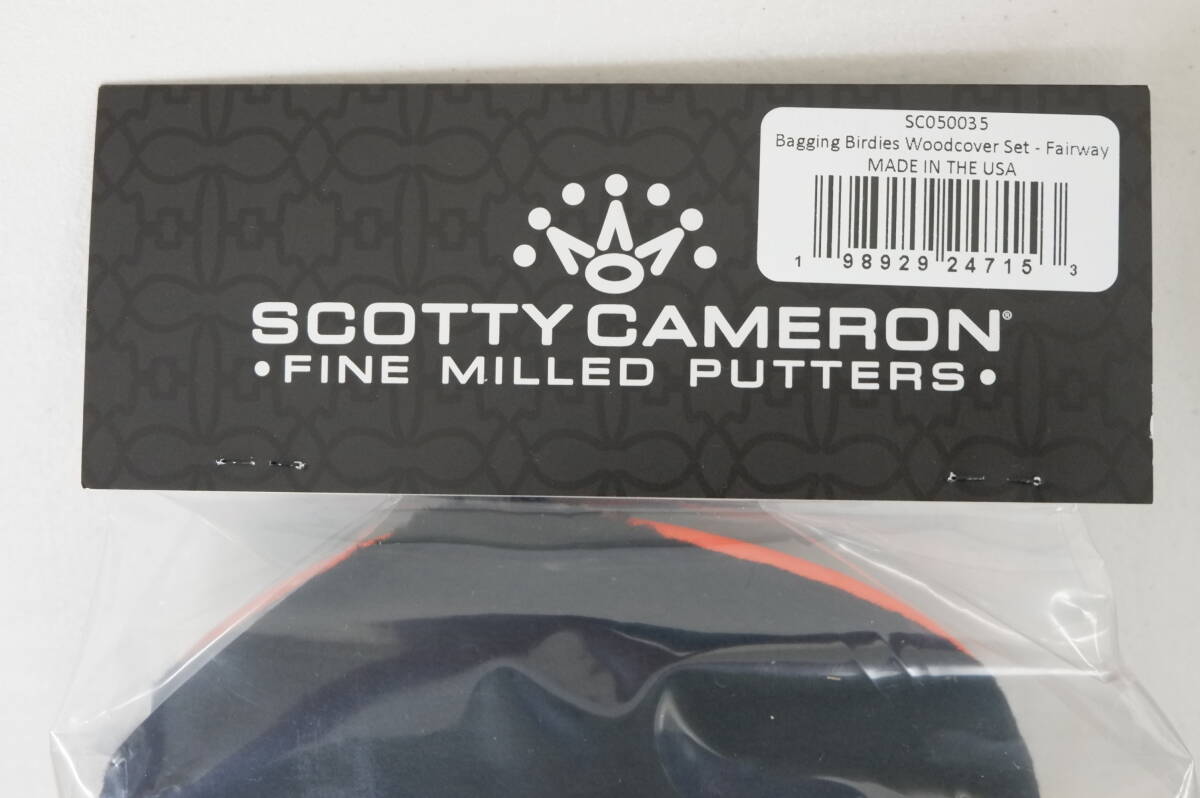 SC050035
Bagging Birdies Woodcover Set - Fairway
MADE IN THE USA
1 98929 24715 3
SCOTTY CAMERON®
• FINE MILLED PUTTERS •